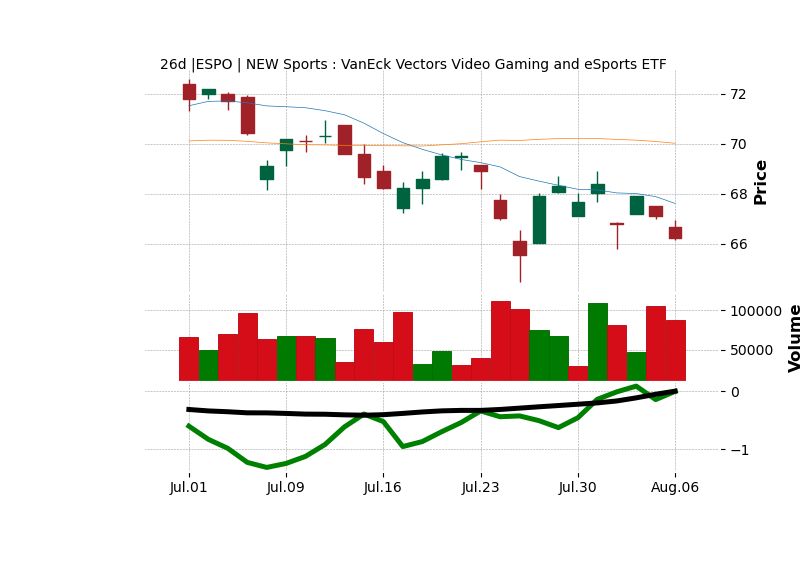 26d |ESPO | NEW Sports : VanEck Vectors Video Gaming and eSports ETF
72
70
68
66
Price
100000
50000
Volume
0
−1
Jul.01 Jul.09 Jul.16 Jul.23 Jul.30 Aug.06